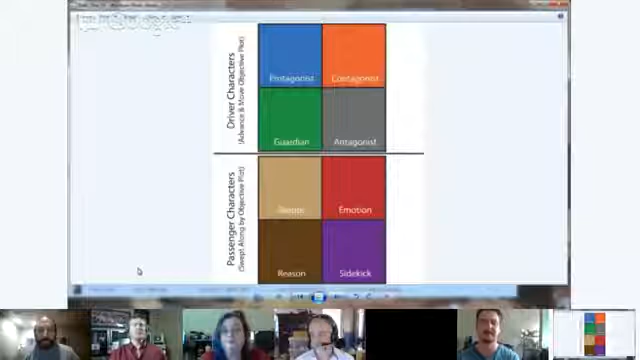 Driver Characters
(Advance & Move Objective Plot)
Protagonist
Contagonist
Guardian
Antagonist
Passenger Characters
(Swept Along by Objective Plot)
Skeptic
Emotion
Reason
Sidekick